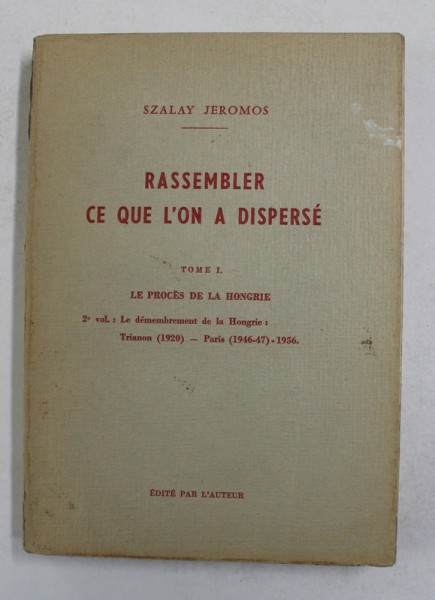 SZALAY JEROMOS
RASSEMBLER
CE QUE L'ON A DISPERSÉ
TOME I.
LE PROCÈS DE LA HONGRIE
2e vol. : Le démembrement de la Hongrie :
Trianon (1920) — Paris (1946-47) - 1956.
ÉDITÉ PAR L'AUTEUR